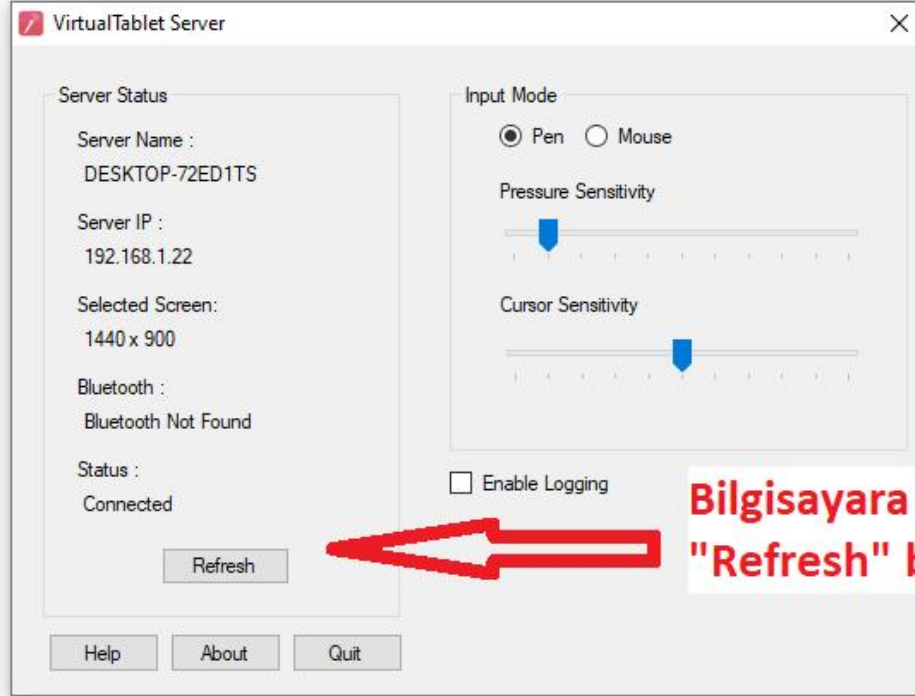 VirtualTablet Server
Server Status
Server Name :
DESKTOP-72ED1TS
Server IP :
192.168.1.22
Selected Screen:
1440 x 900
Bluetooth :
Bluetooth Not Found
Status :
Connected
Refresh
Help About Quit
Input Mode
Pen Mouse
Pressure Sensitivity
Cursor Sensitivity
Enable Logging
Bilgisayara
"Refresh"